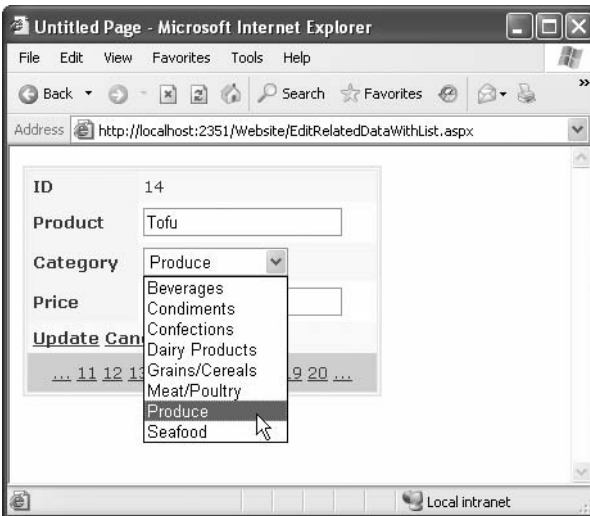 Untitled Page - Microsoft Internet Explorer
File Edit View Favorites Tools Help
Back Search Favorites »
Address http://localhost:2351/Website/EditRelatedDataWithList.aspx
ID 14
Product Tofu
Category Produce
Beverages
Price
Condiments
Confections
Update Can
Dairy Products
... 11 12 1 Grains/Cereals 9 20 ...
Meat/Poultry
Produce
Seafood
Local intranet